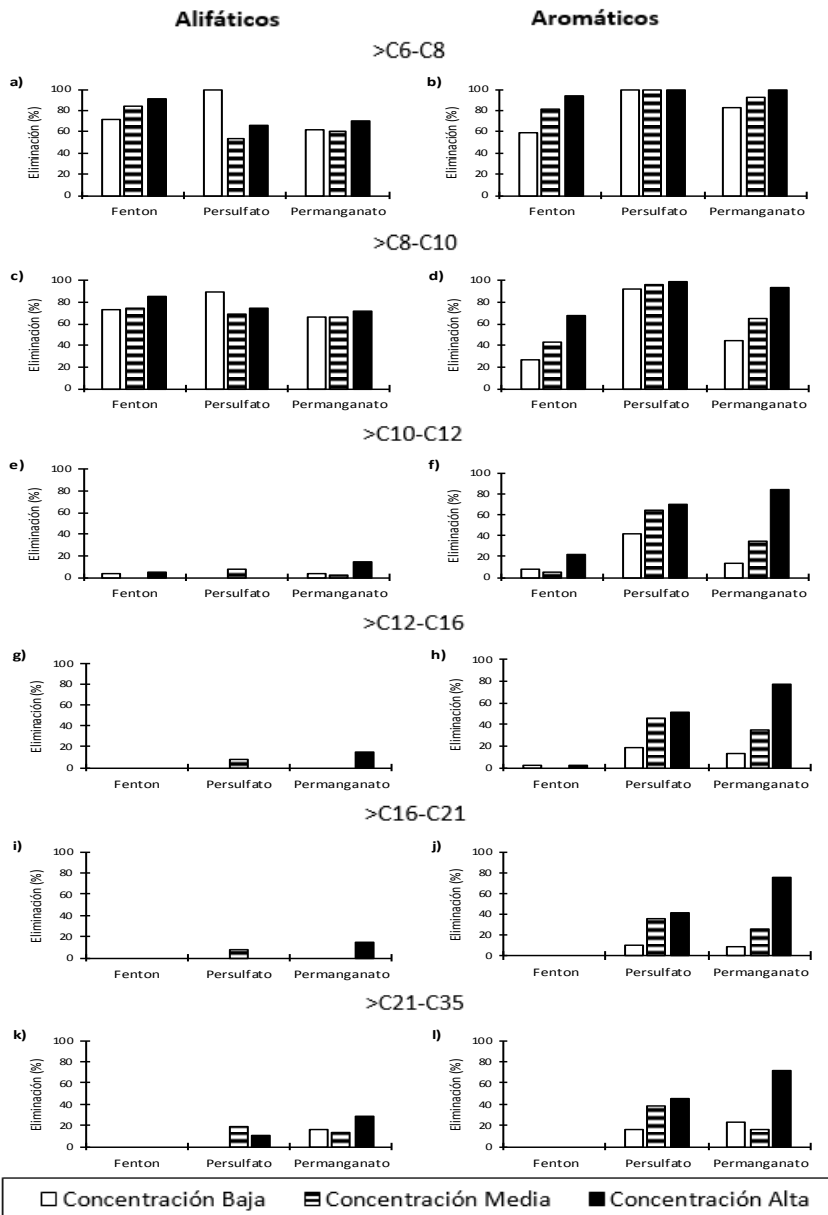 Alifáticos Aromáticos
>C6-C8
a) b)
Eliminación (%) 100 80 60 40 20 0 Eliminación (%) 100 80 60 40 20 0
Fenton Persulfato Permanganato Fenton Persulfato Permanganato
>C8-C10
c) d)
Eliminación (%) 100 80 60 40 20 0 Eliminación (%) 100 80 60 40 20 0
Fenton Persulfato Permanganato Fenton Persulfato Permanganato
>C10-C12
e) f)
Eliminación (%) 100 80 60 40 20 0 Eliminación (%) 100 80 60 40 20 0
Fenton Persulfato Permanganato Fenton Persulfato Permanganato
>C12-C16
g) h)
Eliminación (%) 100 80 60 40 20 0 Eliminación (%) 100 80 60 40 20 0
Fenton Persulfato Permanganato Fenton Persulfato Permanganato
>C16-C21
i) j)
Eliminación (%) 100 80 60 40 20 0 Eliminación (%) 100 80 60 40 20 0
Fenton Persulfato Permanganato Fenton Persulfato Permanganato
>C21-C35
k) l)
Eliminación (%) 100 80 60 40 20 0 Eliminación (%) 100 80 60 40 20 0
Fenton Persulfato Permanganato Fenton Persulfato Permanganato
Concentración Baja Concentración Media Concentración Alta